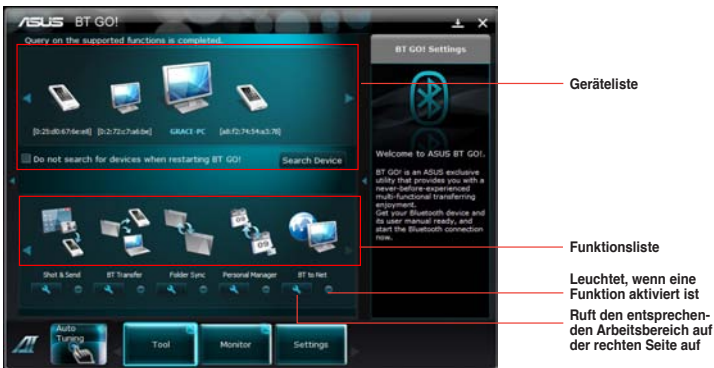 ASUS BT GO!
Query on the supported functions is completed.
BT GO! Settings
Geräteliste
[0:25:d0:67:6e:e8] [0:2:72:c7:a6:be] GRACE-PC [a8:f2:74:54:a3:78]
Do not search for devices when restarting BT GO! Search Device
Welcome to ASUS BT GO!.
BT GO! is an ASUS exclusive
utility that provides you with a
never-before-experienced
multi-functional transferring
enjoyment.
Get your Bluetooth device and
its user manual ready, and
start the Bluetooth connection
now.
Funktionsliste
Shot & Send BT Transfer Folder Sync Personal Manager BT to Net
Leuchtet, wenn eine
Funktion aktiviert ist
Ruft den entsprechen-
den Arbeitsbereich auf
der rechten Seite auf
Auto
Tuning
Tool Monitor Settings